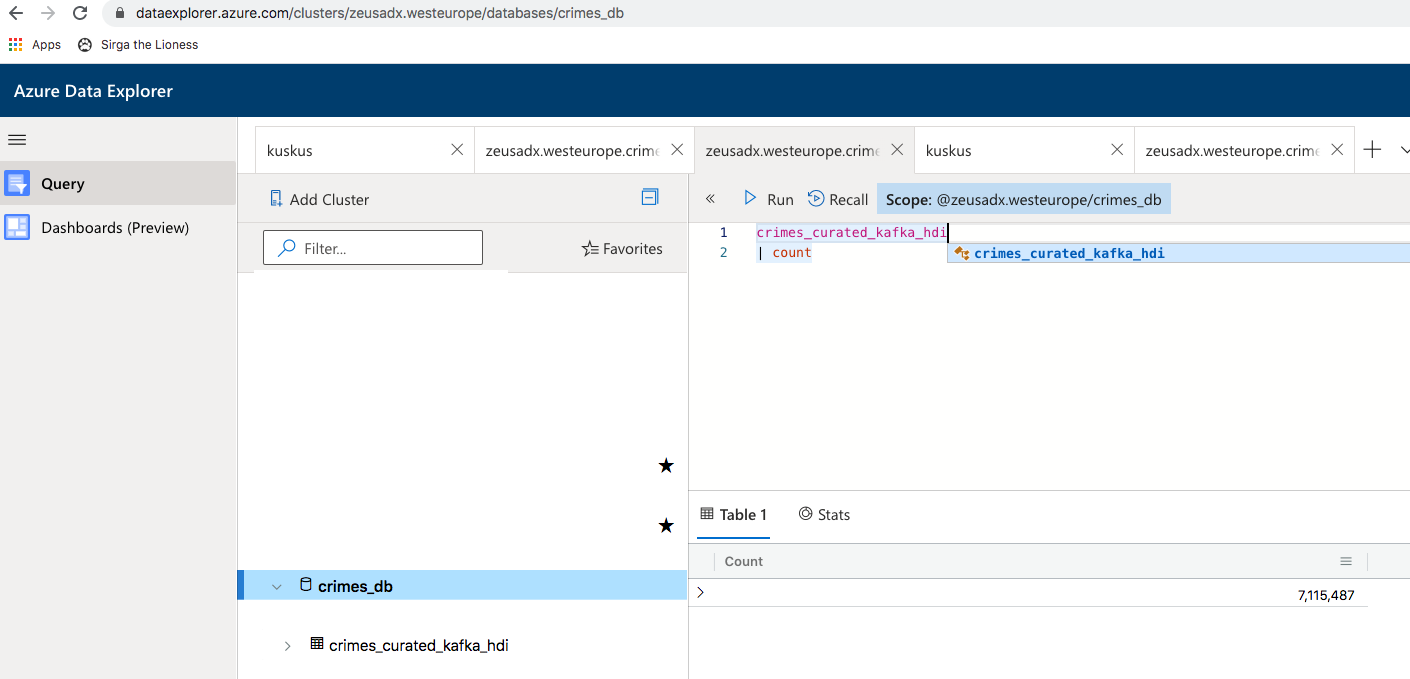 dataexplorer.azure.com/clusters/zeusadx.westeurope/databases/crimes_db
Apps Sirga the Lioness
Azure Data Explorer
Query
Dashboards (Preview)
kuskus
zeusadx.westeurope.crime
zeusadx.westeurope.crime
kuskus
zeusadx.westeurope.crime
Add Cluster
Filter...
Favorites
crimes_db
crimes_curated_kafka_hdi
Run Recall Scope: @zeusadx.westeurope/crimes_db
1 crimes_curated_kafka_hdi
crimes_curated_kafka_hdi
2 | count
Table 1 Stats
Count
7,115,487